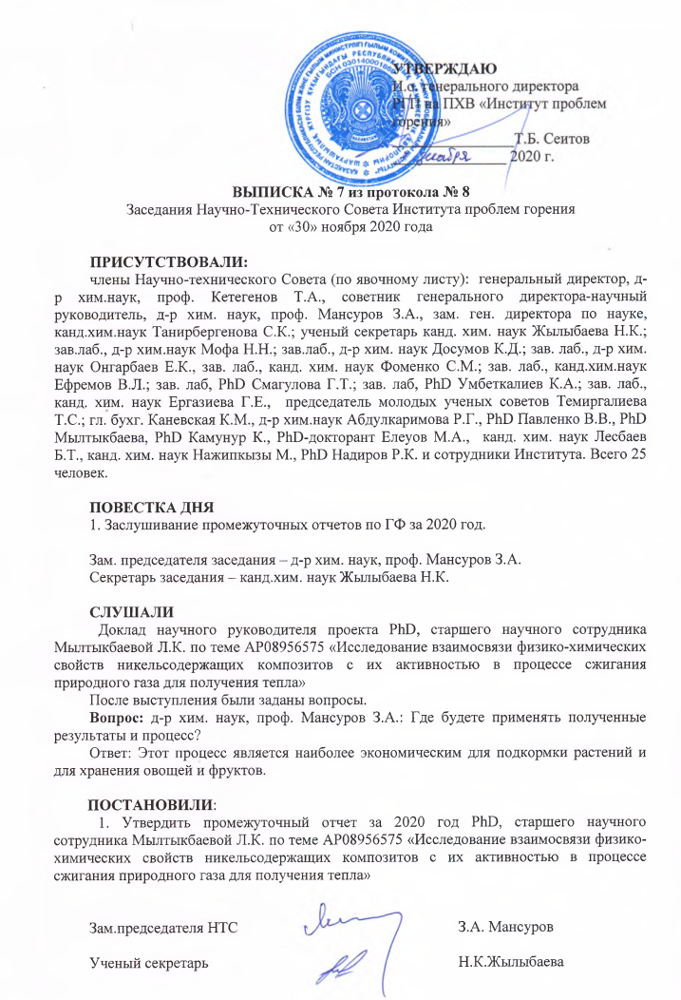 УТВЕРЖДАЮ
И.о. генерального директора
РГП на ПХВ «Институт проблем
горения»
Т.Б. Сеитов
декабря 2020 г.
ВЫПИСКА № 7 из протокола № 8
Заседания Научно-Технического Совета Института проблем горения
от «30» ноября 2020 года
ПРИСУТСТВОВАЛИ:
члены Научно-технического Совета (по явочному листу): генеральный директор, д-
р хим.наук, проф. Кетегенов Т.А., советник генерального директора-научный
руководитель, д-р хим. наук, проф. Мансуров З.А., зам. ген. директора по науке,
канд.хим.наук Танирбергенова С.К.; ученый секретарь канд. хим. наук Жылыбаева Н.К.;
зав.лаб., д-р хим.наук Мофа Н.Н.; зав.лаб., д-р хим. наук Досумов К.Д.; зав. лаб., д-р хим.
наук Онгарбаев Е.К., зав. лаб., канд. хим. наук Фоменко С.М.; зав. лаб., канд.хим.наук
Ефремов В.Л.; зав. лаб, PhD Смагулова Г.Т.; зав. лаб, PhD Умбеткалиев К.А.; зав. лаб.,
канд. хим. наук Ергазиева Г.Е., председатель молодых ученых советов Темиргалиева
Т.С.; гл. бухг. Каневская К.М., д-р хим.наук Абдулкаримова Р.Г., PhD Павленко В.В., PhD
Мылтыкбаева, PhD Камунур К., PhD-докторант Елеуов М.А., канд. хим. наук Лесбаев
Б.Т., канд. хим. наук Нажипкызы М., PhD Надиров Р.К. и сотрудники Института. Всего 25
человек.
ПОВЕСТКА ДНЯ
1. Заслушивание промежуточных отчетов по ГФ за 2020 год.
Зам. председателя заседания – д-р хим. наук, проф. Мансуров З.А.
Секретарь заседания – канд.хим. наук Жылыбаева Н.К.
СЛУШАЛИ
Доклад научного руководителя проекта PhD, старшего научного сотрудника
Мылтыкбаевой Л.К. по теме АР08956575 «Исследование взаимосвязи физико-химических
свойств никельсодержащих композитов с их активностью в процессе сжигания
природного газа для получения тепла»
После выступления были заданы вопросы.
Вопрос: д-р хим. наук, проф. Мансуров З.А.: Где будете применять полученные
результаты и процесс?
Ответ: Этот процесс является наиболее экономическим для подкормки растений и
для хранения овощей и фруктов.
ПОСТАНОВИЛИ:
1. Утвердить промежуточный отчет за 2020 год PhD, старшего научного
сотрудника Мылтыкбаевой Л.К. по теме АР08956575 «Исследование взаимосвязи физико-
химических свойств никельсодержащих композитов с их активностью в процессе
сжигания природного газа для получения тепла»
Зам.председателя НТС З.А. Мансуров
Ученый секретарь Н.К.Жылыбаева